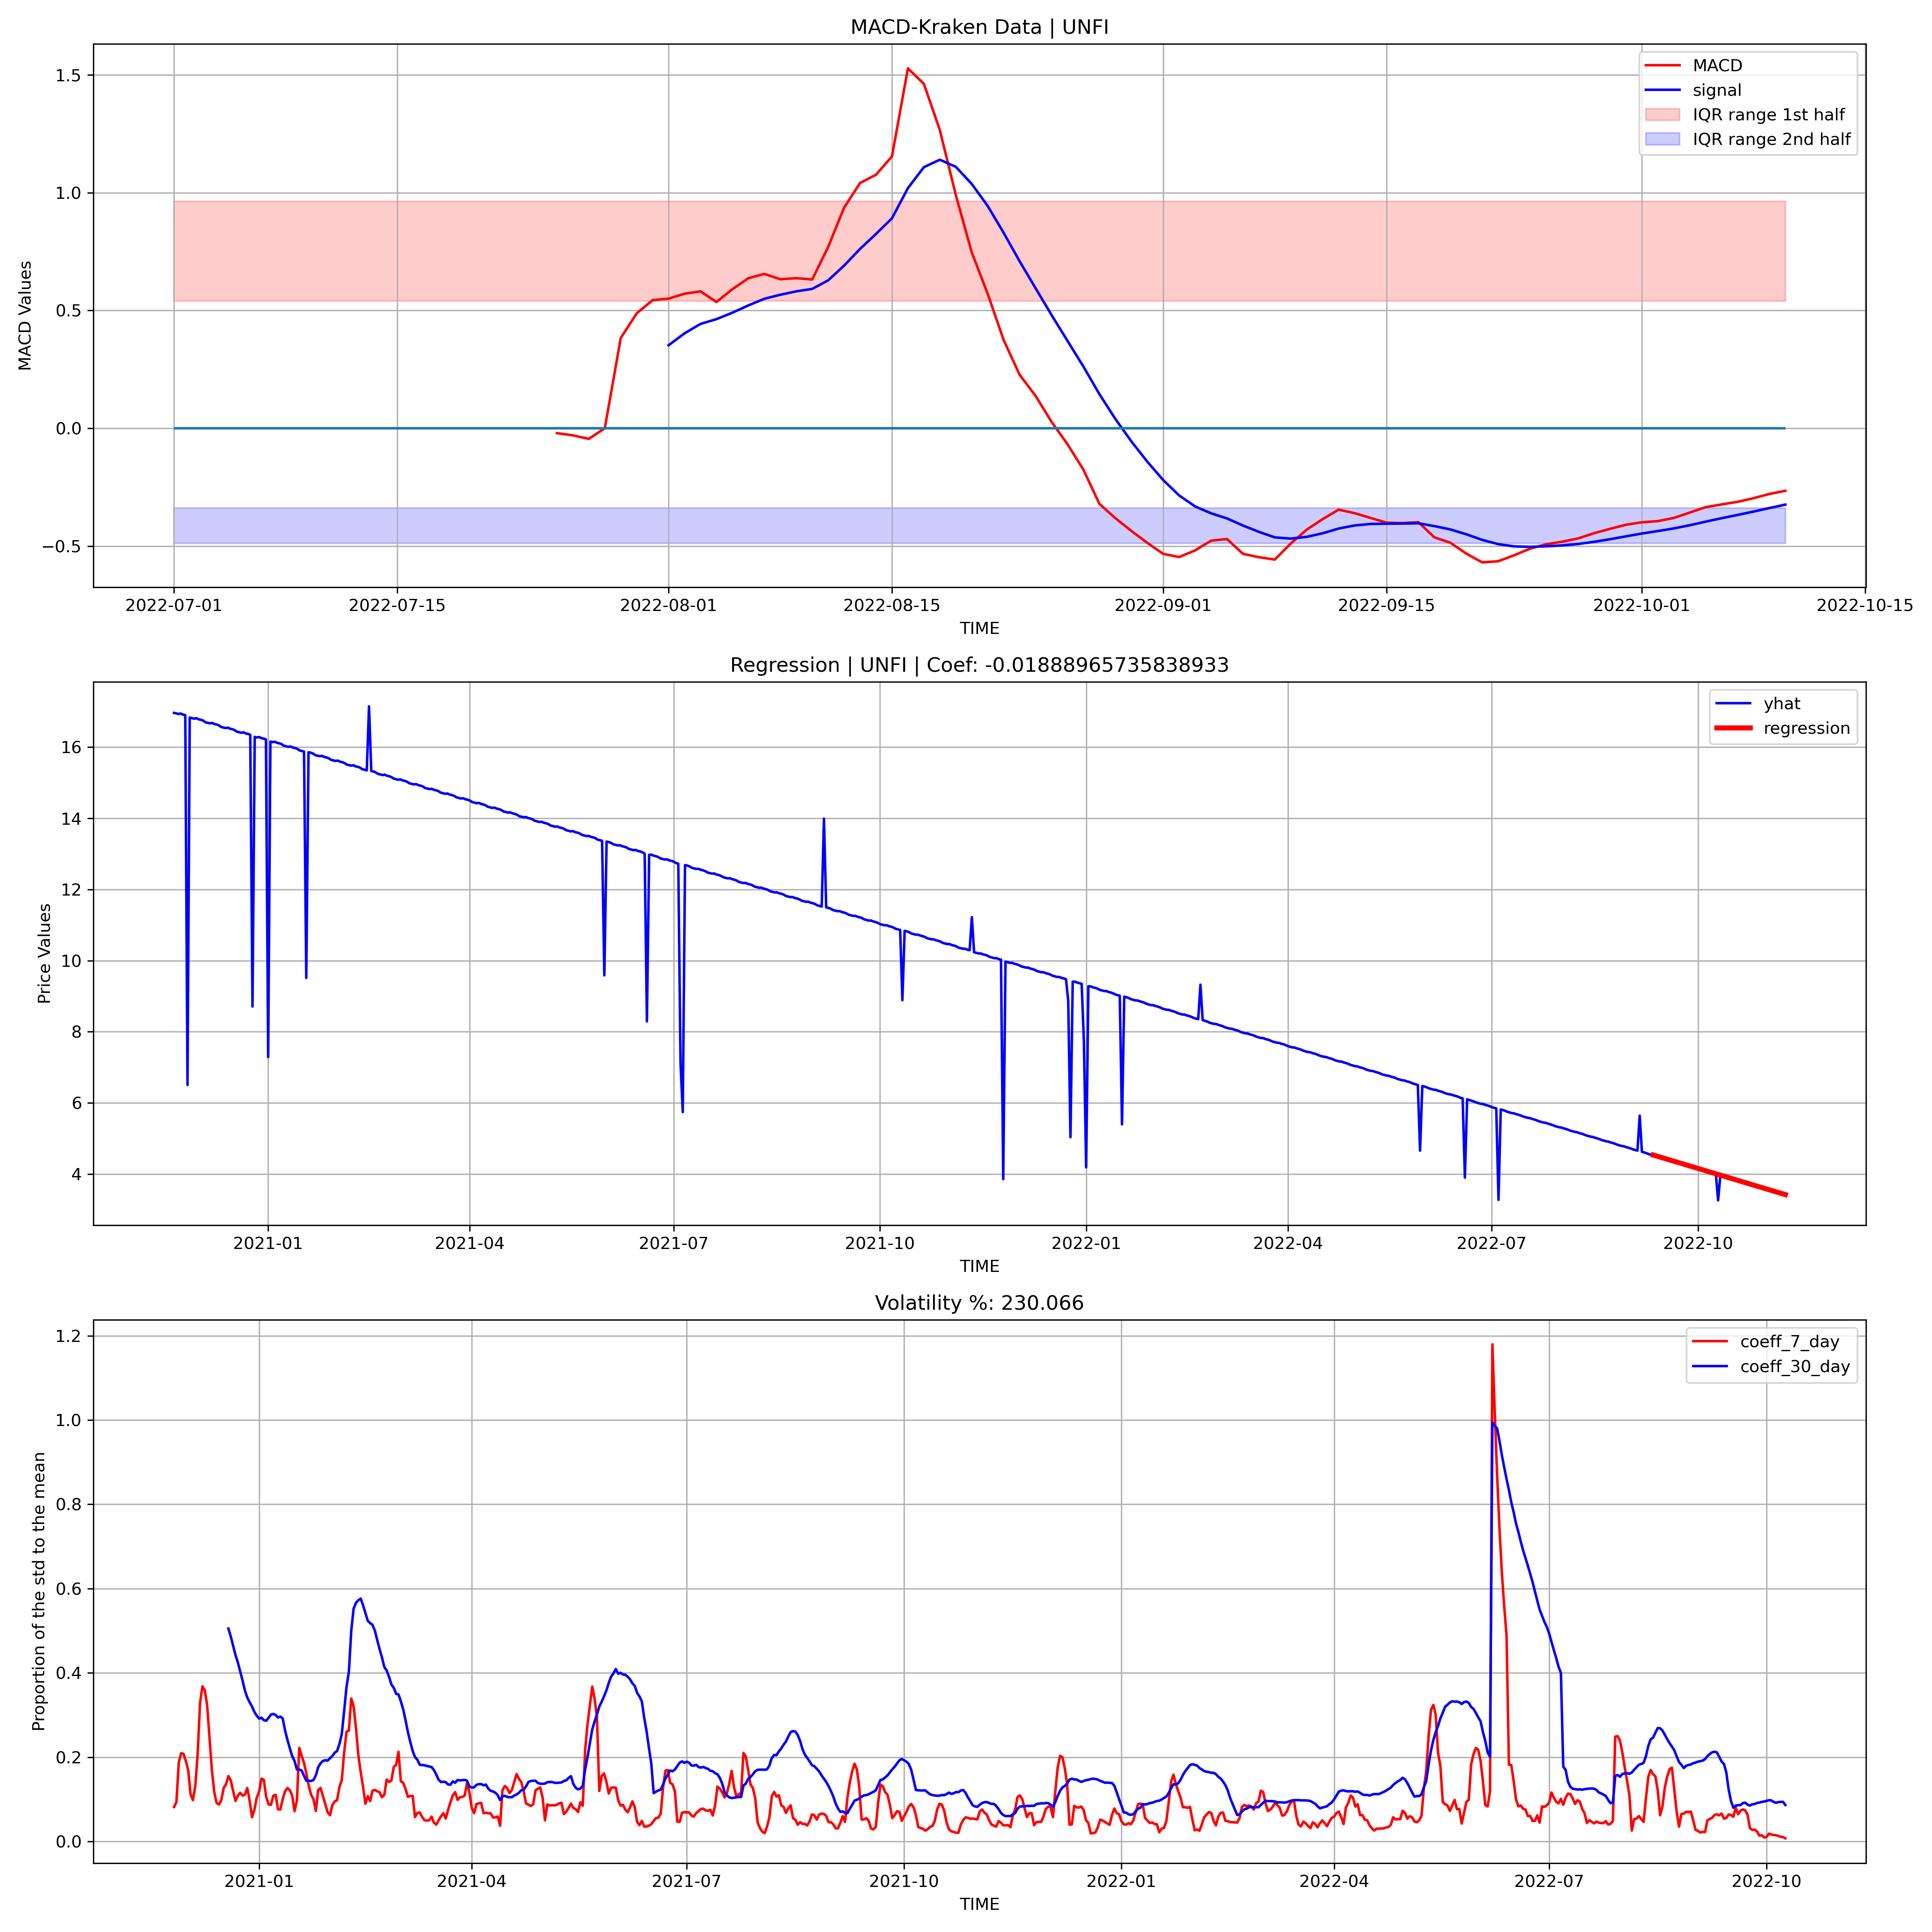 MACD-Kraken Data | UNFI
MACD Values
1.5
1.0
0.5
0.0
−0.5
MACD
signal
IQR range 1st half
IQR range 2nd half
2022-07-01 2022-07-15 2022-08-01 2022-08-15 2022-09-01 2022-09-15 2022-10-01 2022-10-15
TIME
Regression | UNFI | Coef: -0.01888965735838933
Price Values
16
14
12
10
8
6
4
yhat
regression
2021-01 2021-04 2021-07 2021-10 2022-01 2022-04 2022-07 2022-10
TIME
Volatility %: 230.066
Proportion of the std to the mean
1.2
1.0
0.8
0.6
0.4
0.2
0.0
coeff_7_day
coeff_30_day
2021-01 2021-04 2021-07 2021-10 2022-01 2022-04 2022-07 2022-10
TIME